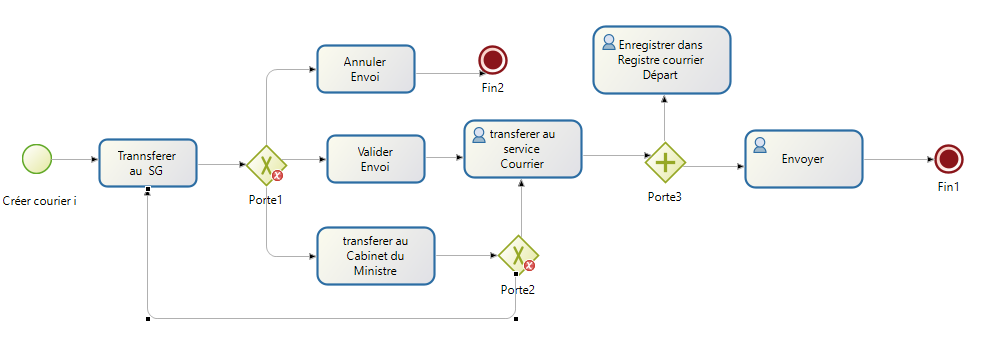 Annuler
Envoi
Fin2
Enregistrer dans
Registre courrier
Départ
Créer courier i
Trannsferer
au SG
Porte1
Valider
Envoi
transferer au
service
Courrier
Porte3
Envoyer
Fin1
transferer au
Cabinet du
Ministre
Porte2